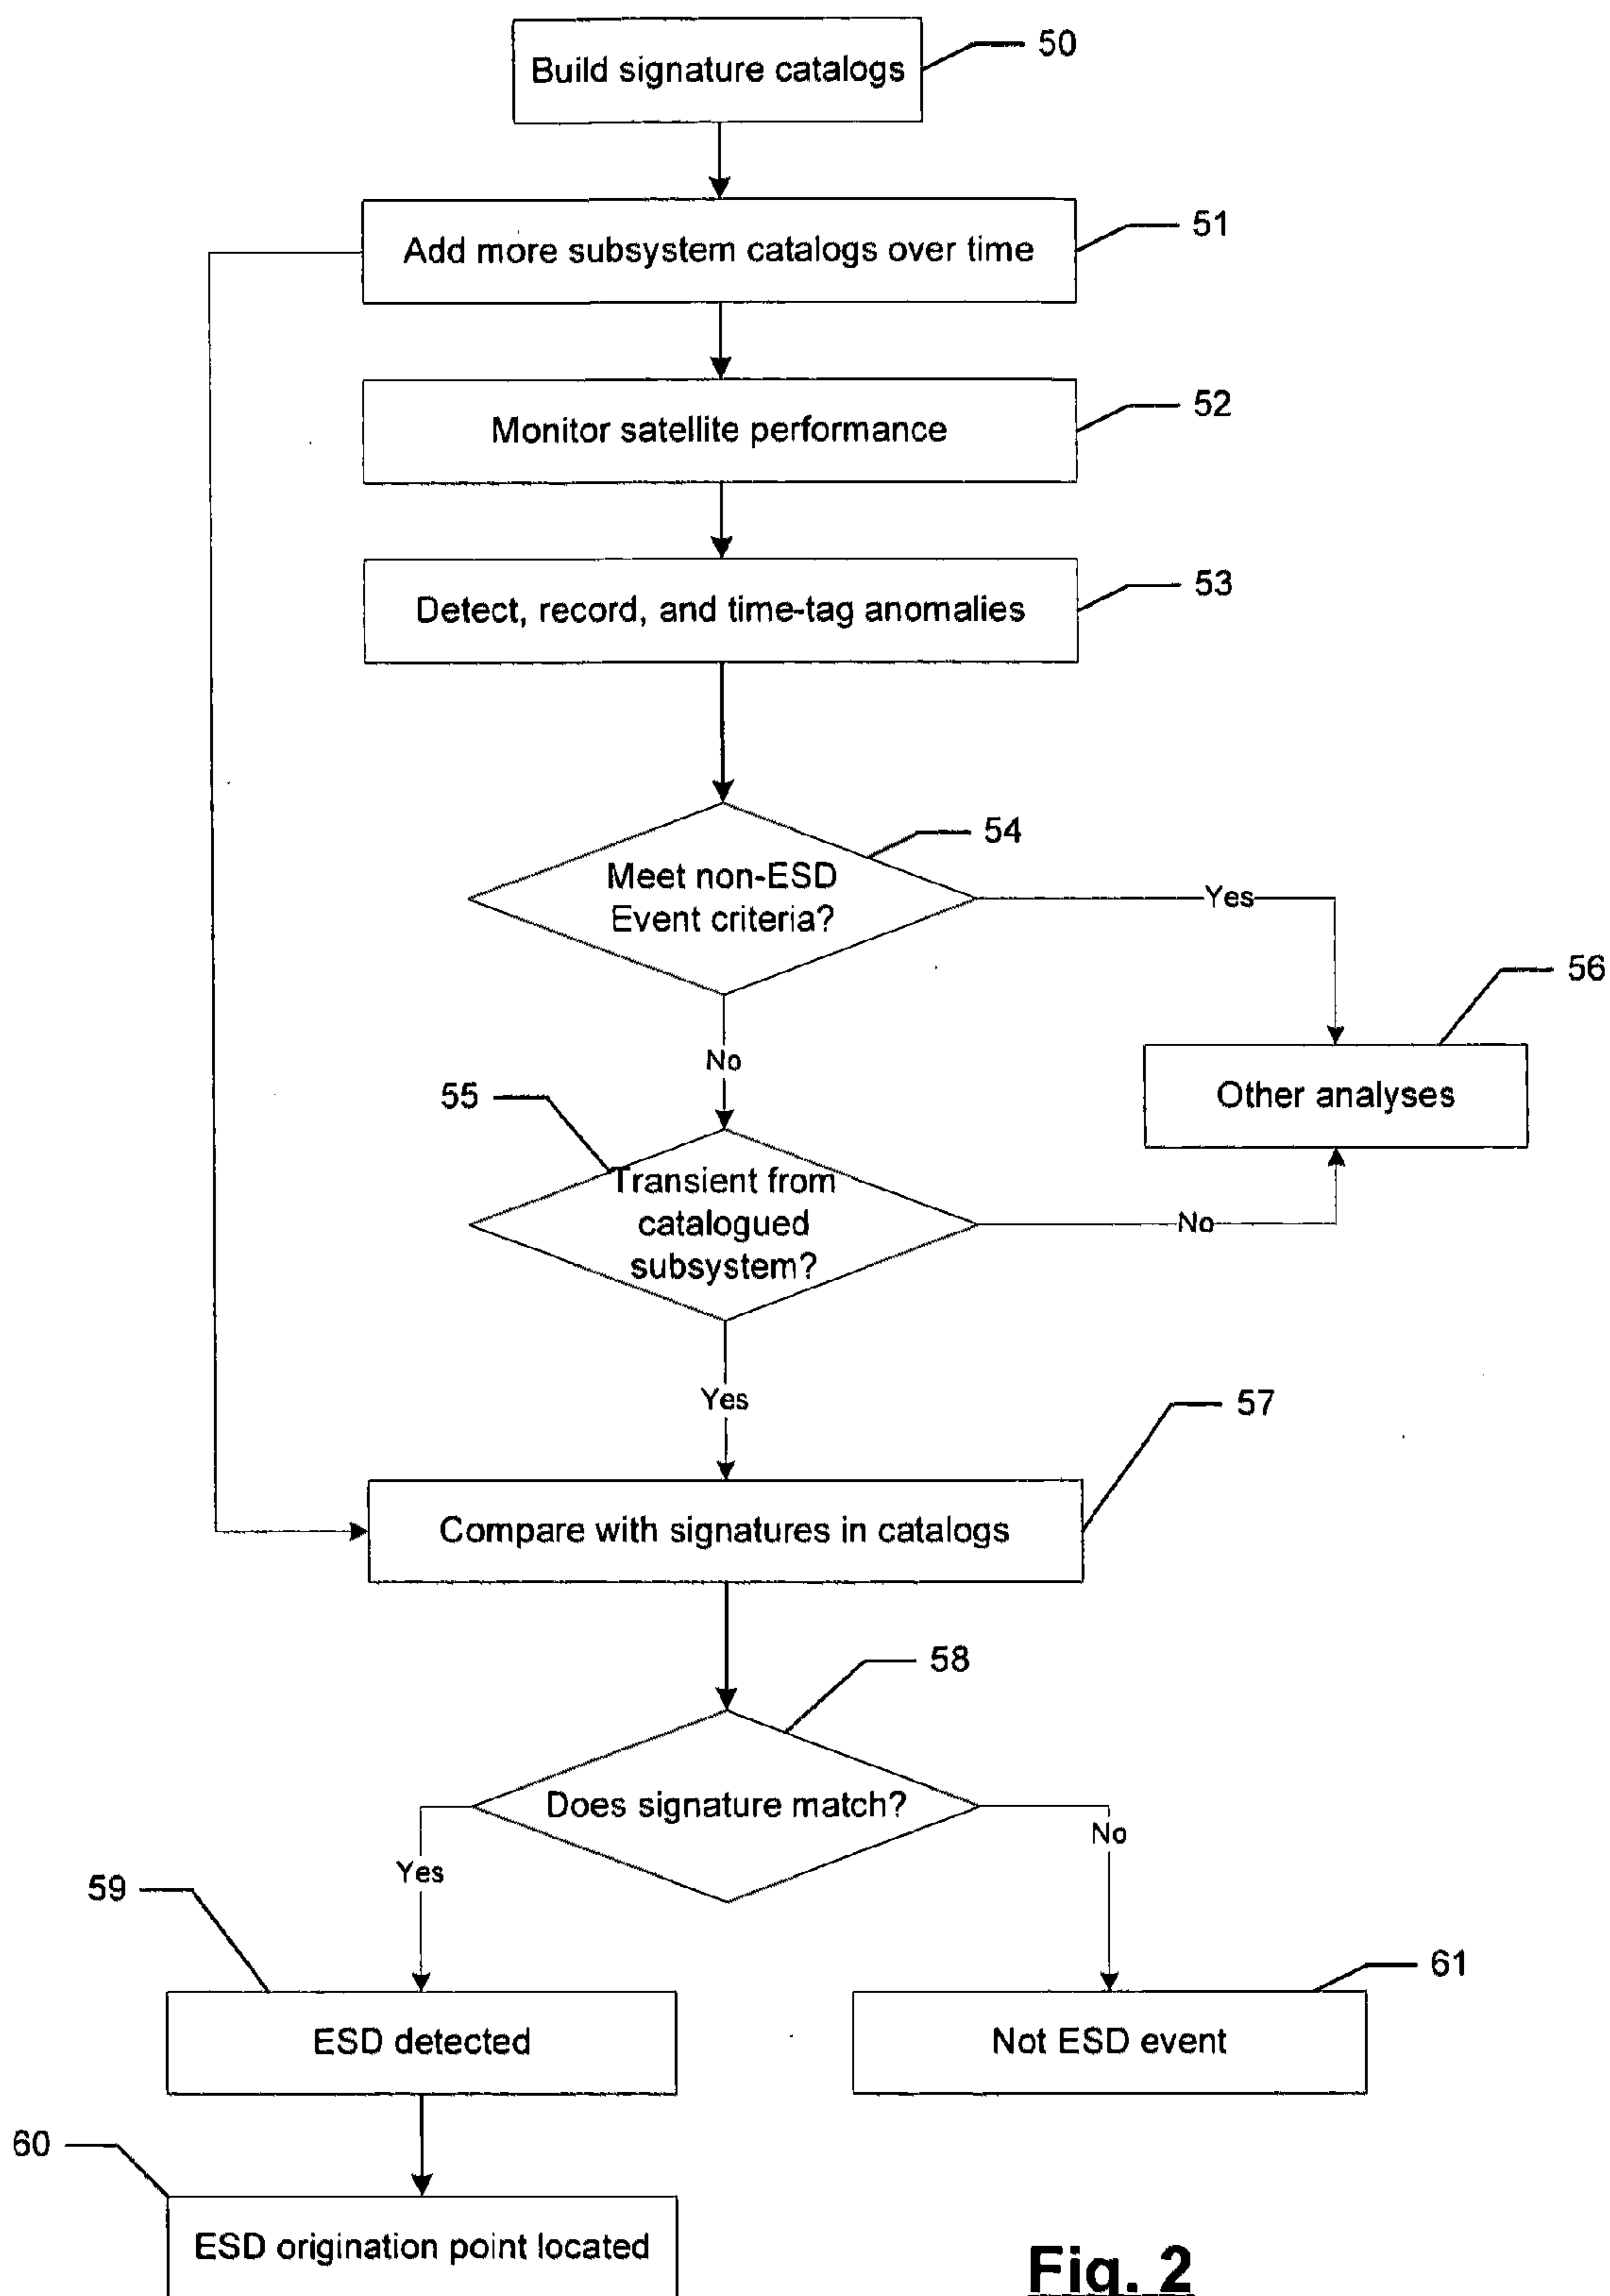 Build signature catalogs
50
Add more subsystem catalogs over time
51
Monitor satellite performance
52
Detect, record, and time-tag anomalies
53
54
Meet non-ESD
Event criteria?
Yes
56
No
Other analyses
55
Transient from
catalogued
subsystem?
No
Yes
57
Compare with signatures in catalogs
58
Does signature match?
No
Yes
59
61
ESD detected
Not ESD event
60
ESD origination point located
Fig. 2